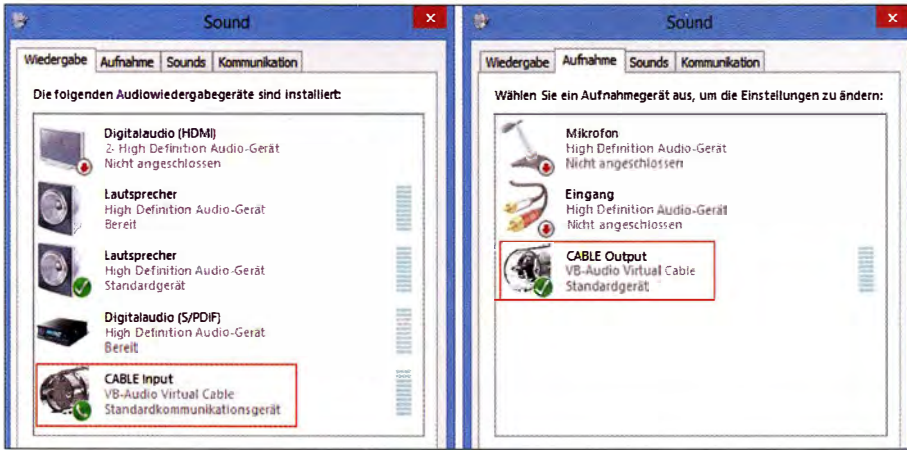 Sound
x
Wiedergabe Aufnahme Sounds Kommunikation
Die folgenden Audiowiedergabegeräte sind installiert:
Digitalaudio (HDMI)
2- High Definition Audio-Gerät
Nicht angeschlossen
Lautsprecher
High Definition Audio-Gerät
Bereit
Lautsprecher
High Definition Audio-Gerät
Standardgerät
Digitalaudio (S/PDIF)
High Definition Audio-Gerät
Bereit
CABLE Input
VB-Audio Virtual Cable
Standardkommunikationsgerät
Sound
x
Wiedergabe Aufnahme Sounds Kommunikation
Wählen Sie ein Aufnahmegerät aus, um die Einstellungen zu ändern:
Mikrofon
High Definition Audio-Gerät
Nicht angeschlossen
Eingang
High Definition Audio-Gerät
Nicht angeschlossen
CABLE Output
VB-Audio Virtual Cable
Standardgerät